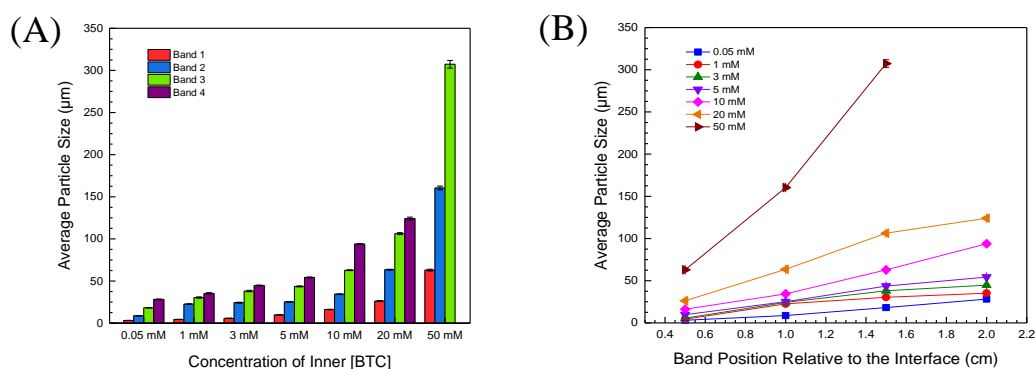 (A)
350
300
250
200
150
100
50
0
Average Particle Size (μm)
Band 1
Band 2
Band 3
Band 4
0.05 mM 1 mM 3 mM 5 mM 10 mM 20 mM 50 mM
Concentration of Inner [BTC]
(B)
350
300
250
200
150
100
50
0
Average Particle Size (μm)
0.05 mM
1 mM
3 mM
5 mM
10 mM
20 mM
50 mM
0.4 0.6 0.8 1.0 1.2 1.4 1.6 1.8 2.0 2.2
Band Position Relative to the Interface (cm)